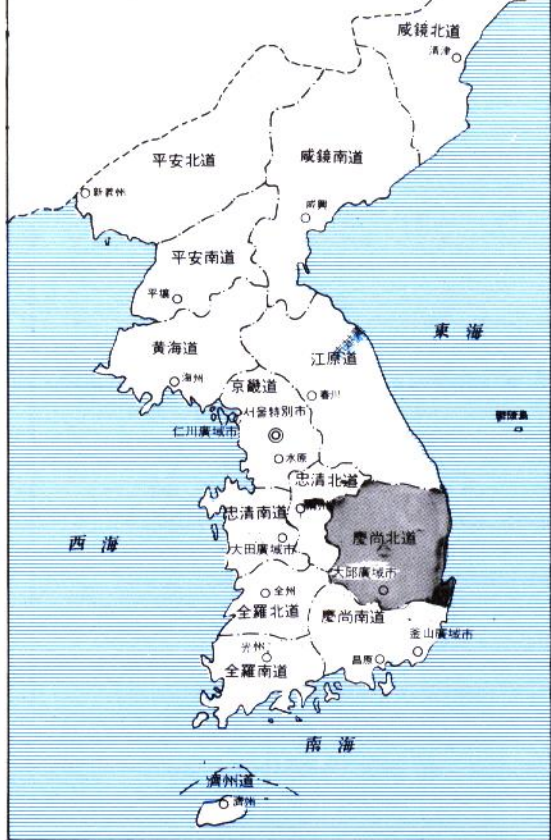 咸鏡北道
清津
平安北道
咸鏡南道
新義州
咸興
平安南道
平壤
東海
黃海道
江原道
海州
京畿道
春川
서울特別市
仁川廣域市
水原
忠清北道
忠清南道
慶尚北道
西海
大田廣域市
大邱廣域市
全州
全羅北道
慶尚南道
釜山廣域市
光州
昌原
全羅南道
南海
濟州道
濟州